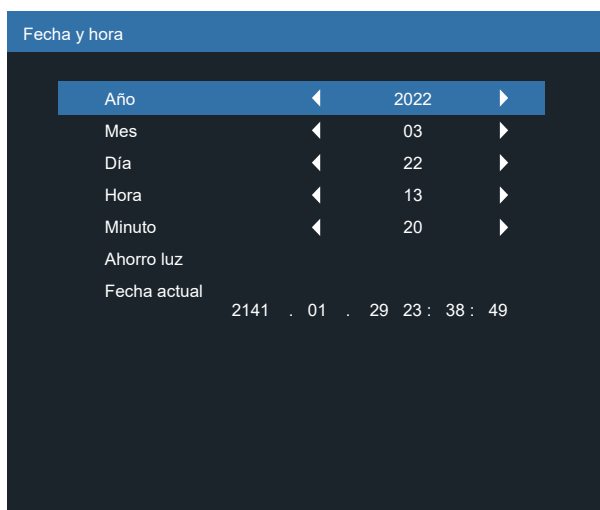 Fecha y hora
Año 2022
Mes 03
Día 22
Hora 13
Minuto 20
Ahorro luz
Fecha actual
2141 . 01 . 29 23 : 38 : 49